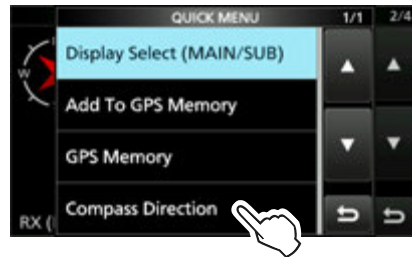 QUICK MENU 1/1 2/4
Display Select (MAIN/SUB)
W
Add To GPS Memory
GPS Memory
Compass Direction
RX (